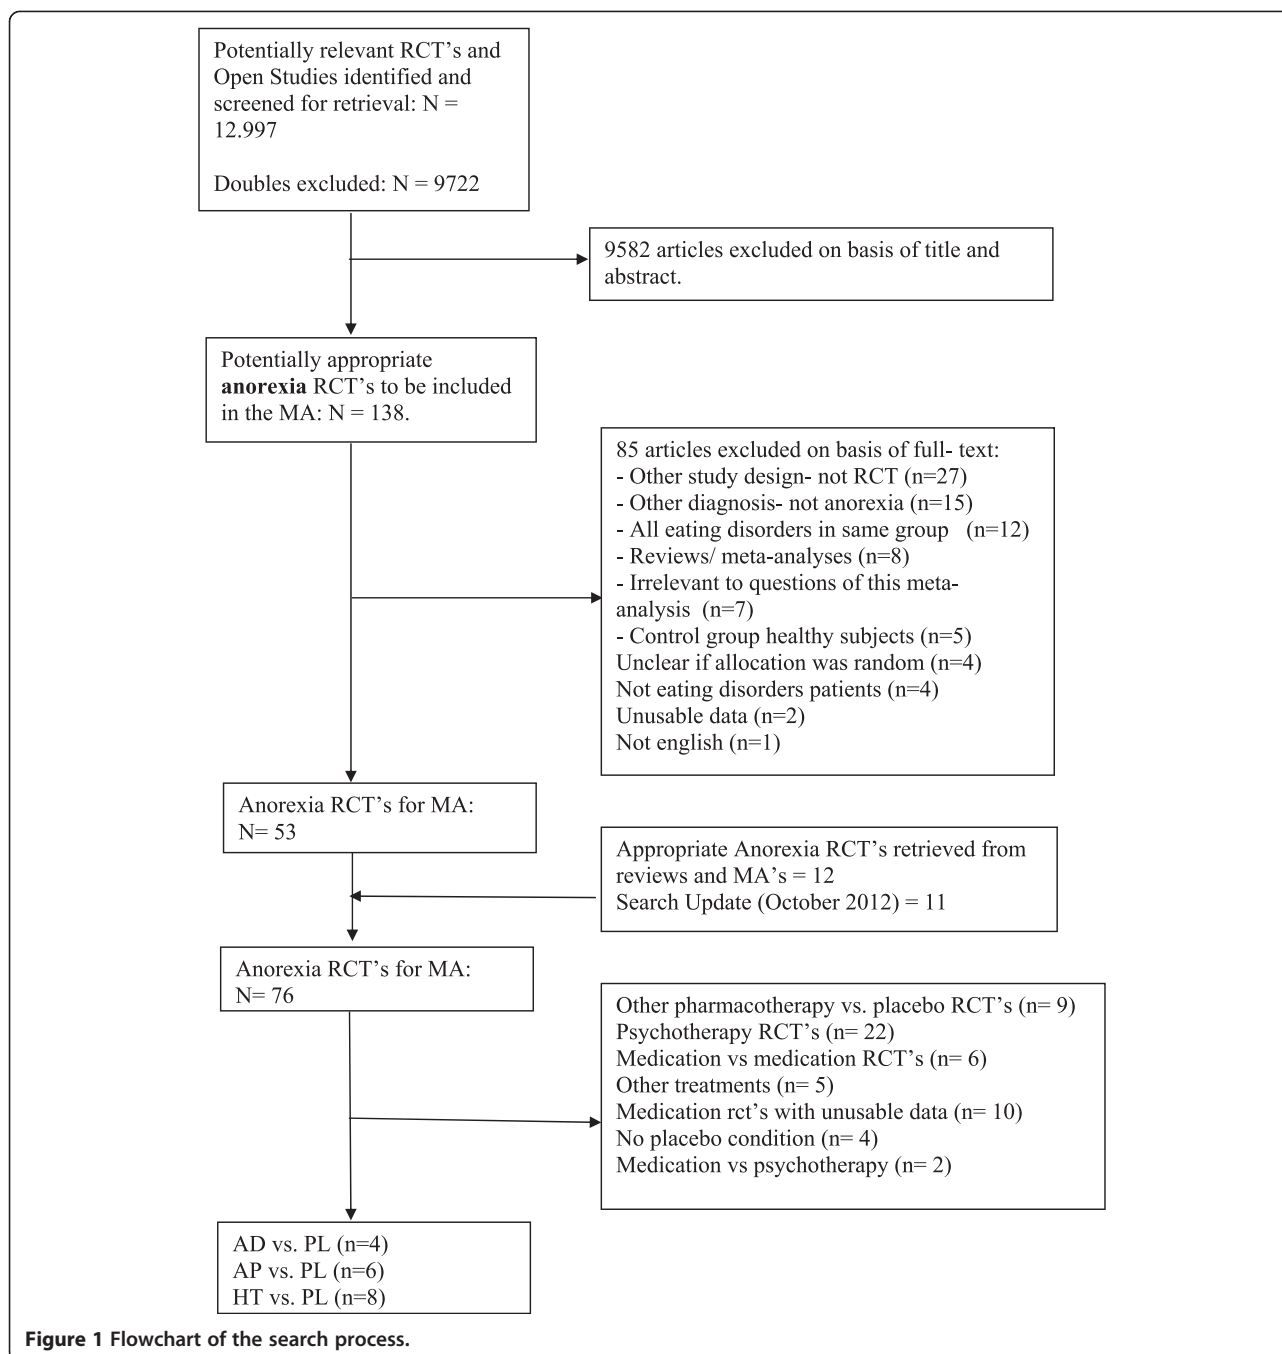 Potentially relevant RCT's and
Open Studies identified and
screened for retrieval: N =
12.997
Doubles excluded: N = 9722
9582 articles excluded on basis of title and
abstract.
Potentially appropriate
anorexia RCT's to be included
in the MA: N = 138.
85 articles excluded on basis of full- text:
- Other study design- not RCT (n=27)
- Other diagnosis- not anorexia (n=15)
- All eating disorders in same group (n=12)
- Reviews/ meta-analyses (n=8)
- Irrelevant to questions of this meta-
analysis (n=7)
- Control group healthy subjects (n=5)
Unclear if allocation was random (n=4)
Not eating disorders patients (n=4)
Unusable data (n=2)
Not english (n=1)
Anorexia RCT's for MA:
N= 53
Appropriate Anorexia RCT's retrieved from
reviews and MA's = 12
Search Update (October 2012) = 11
Anorexia RCT's for MA:
N= 76
Other pharmacotherapy vs. placebo RCT's (n= 9)
Psychotherapy RCT's (n= 22)
Medication vs medication RCT's (n= 6)
Other treatments (n= 5)
Medication rct's with unusable data (n= 10)
No placebo condition (n= 4)
Medication vs psychotherapy (n= 2)
AD vs. PL (n=4)
AP vs. PL (n=6)
HT vs. PL (n=8)
Figure 1 Flowchart of the search process.